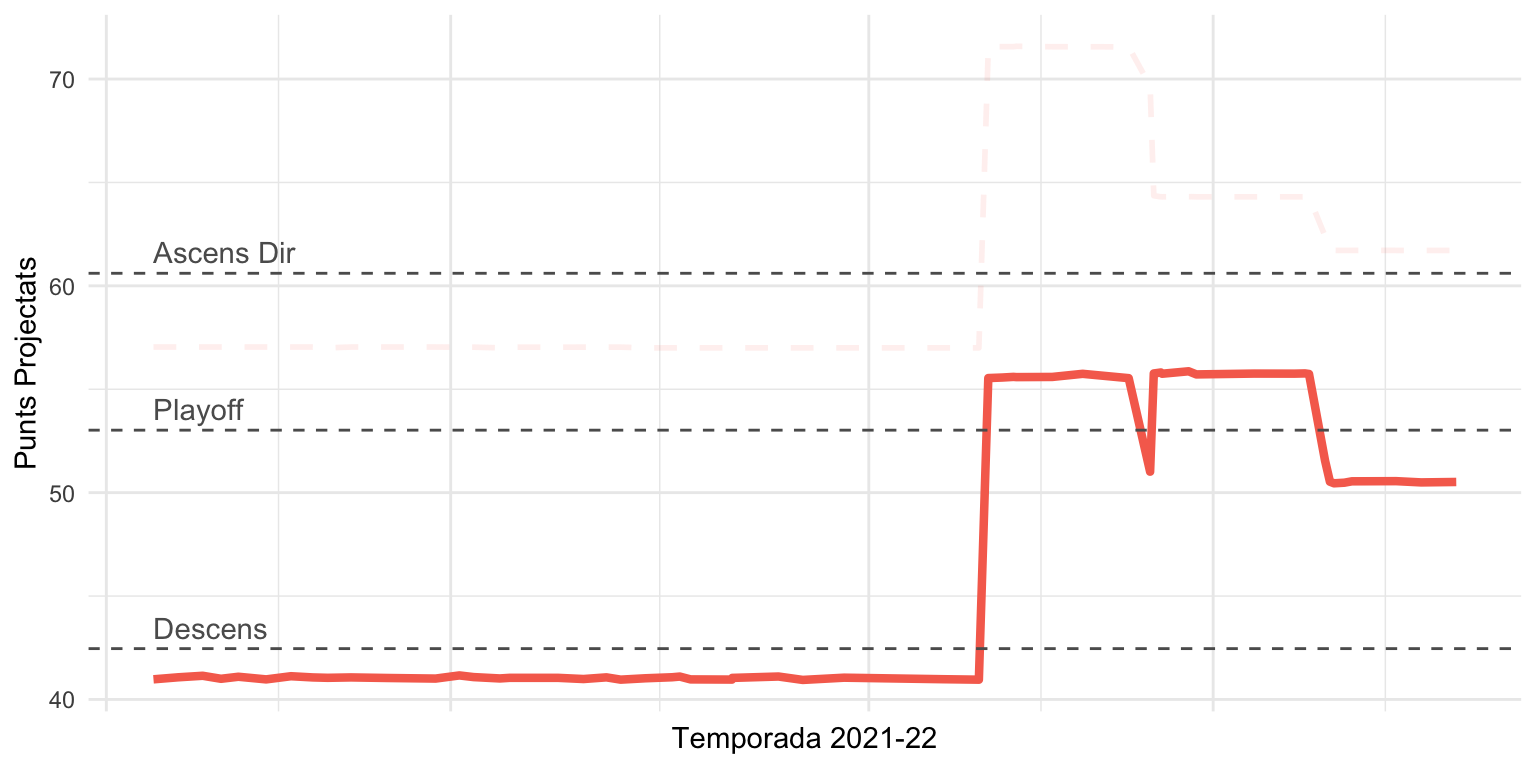 70
60
50
40
Punts Projectats
Ascens Dir
Playoff
Descens
Temporada 2021-22